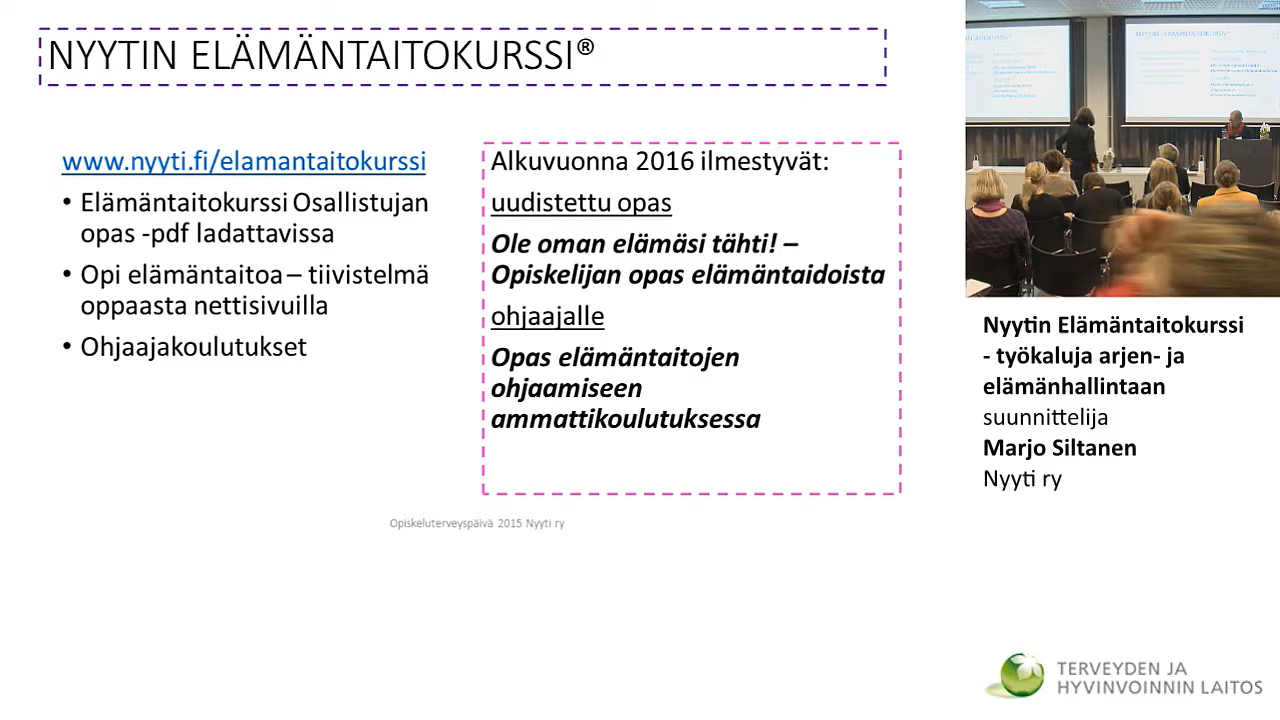 NYYTIN ELÄMÄNTAITOKURSSI®
www.nyyti.fi/elamantaitokurssi
• Elämäntaitokurssi Osallistujan
opas -pdf ladattavissa
• Opi elämäntaitoa – tiivistelmä
oppaasta nettisivuilla
• Ohjaajakoulutukset
Alkuvuonna 2016 ilmestyvät:
uudistettu opas
Ole oman elämäsi tähti! –
Opiskelijan opas elämäntaidoista
ohjaajalle
Opas elämäntaitojen
ohjaamiseen
ammattikoulutuksessa
Opiskeluterveyspäivä 2015 Nyyti ry
Nyytin Elämäntaitokurssi
- työkaluja arjen- ja
elämänhallintaan
suunnittelija
Marjo Siltanen
Nyyti ry
TERVEYDEN JA
HYVINVOINNIN LAITOS